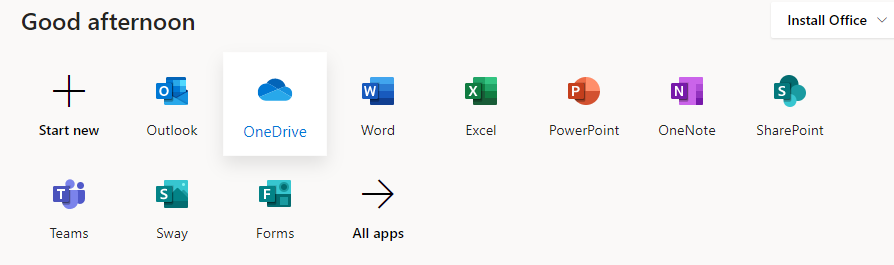 Good afternoon
Install Office
Start new
Outlook
OneDrive
Word
Excel
PowerPoint
OneNote
SharePoint
Teams
Sway
Forms
All apps